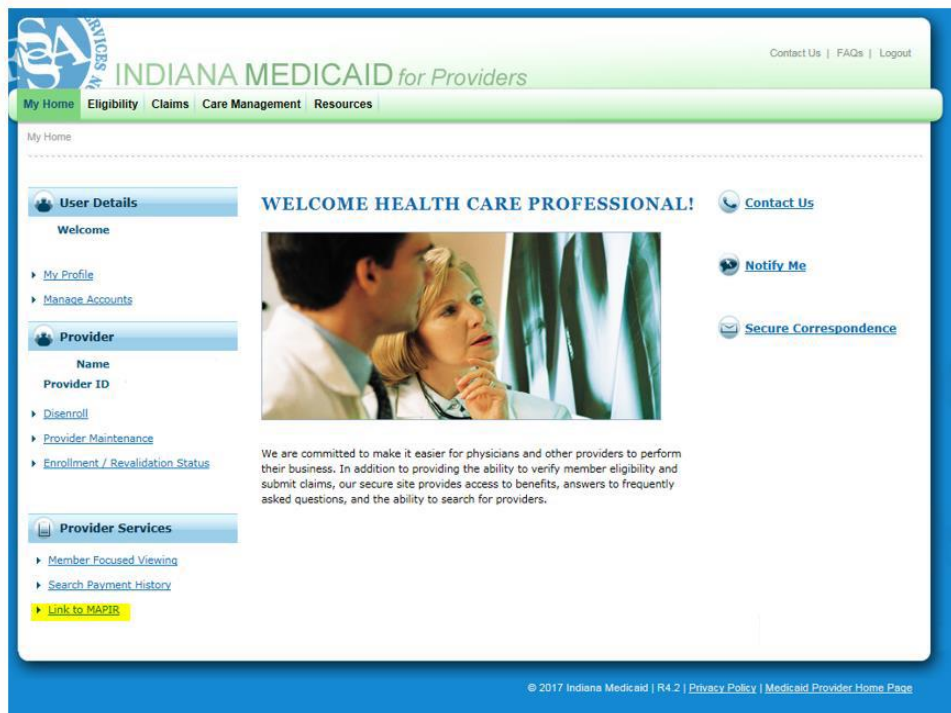 SERVICES
Contact Us | FAQs | Logout
INDIANA MEDICAID for Providers
My Home Eligibility Claims Care Management Resources
My Home
User Details
Welcome
My Profile
Manage Accounts
Provider
Name
Provider ID
Disenroll
Provider Maintenance
Enrollment / Revalidation Status
Provider Services
Member Focused Viewing
Search Payment History
Link to MAPIR
WELCOME HEALTH CARE PROFESSIONAL!
We are committed to make it easier for physicians and other providers to perform
their business. In addition to providing the ability to verify member eligibility and
submit claims, our secure site provides access to benefits, answers to frequently
asked questions, and the ability to search for providers.
Contact Us
Notify Me
Secure Correspondence
© 2017 Indiana Medicaid | R4.2 | Privacy Policy | Medicaid Provider Home Page